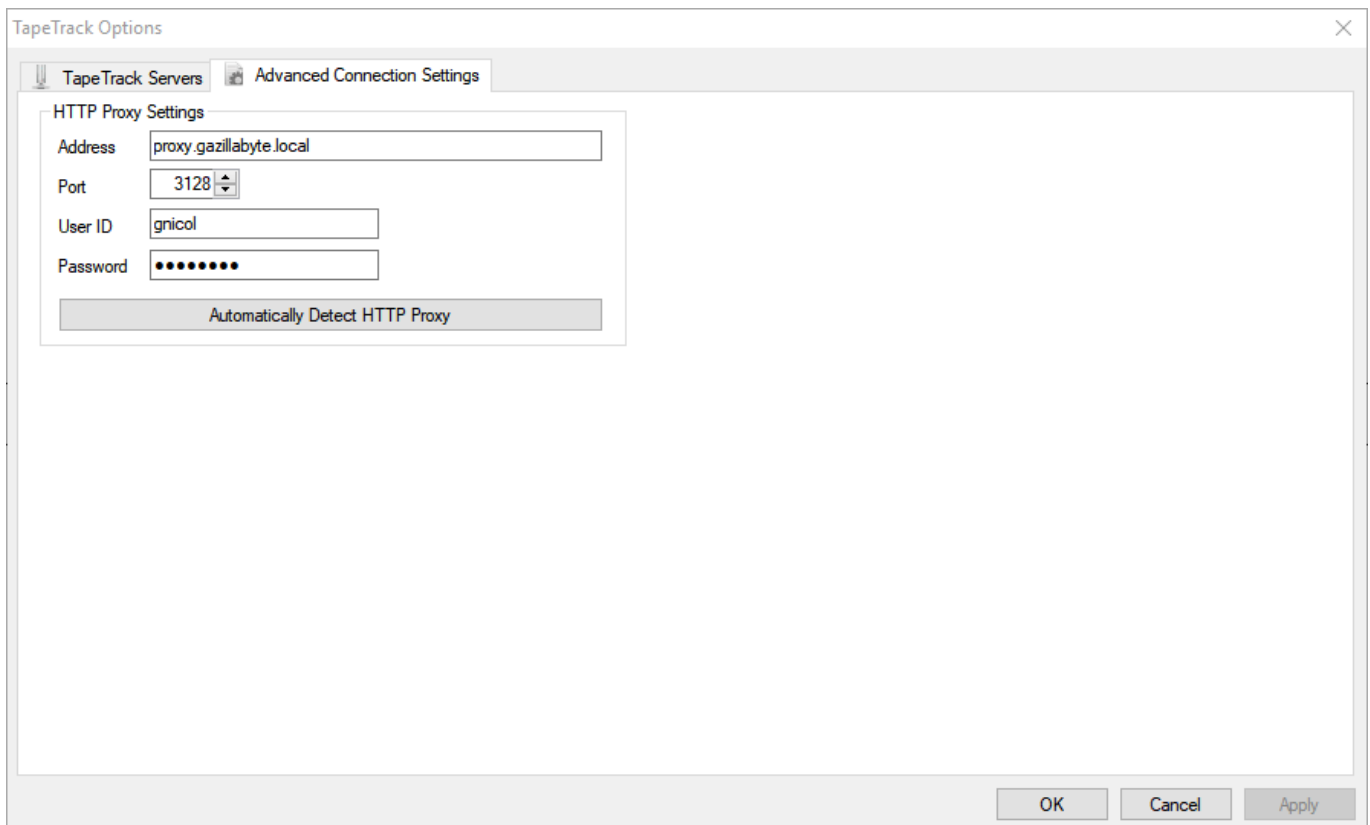 TapeTrack Options
TapeTrack Servers Advanced Connection Settings
HTTP Proxy Settings
Address proxy.gazillabyte.local
Port 3128
User ID gnicol
Password ●●●●●●●●
Automatically Detect HTTP Proxy
OK Cancel Apply